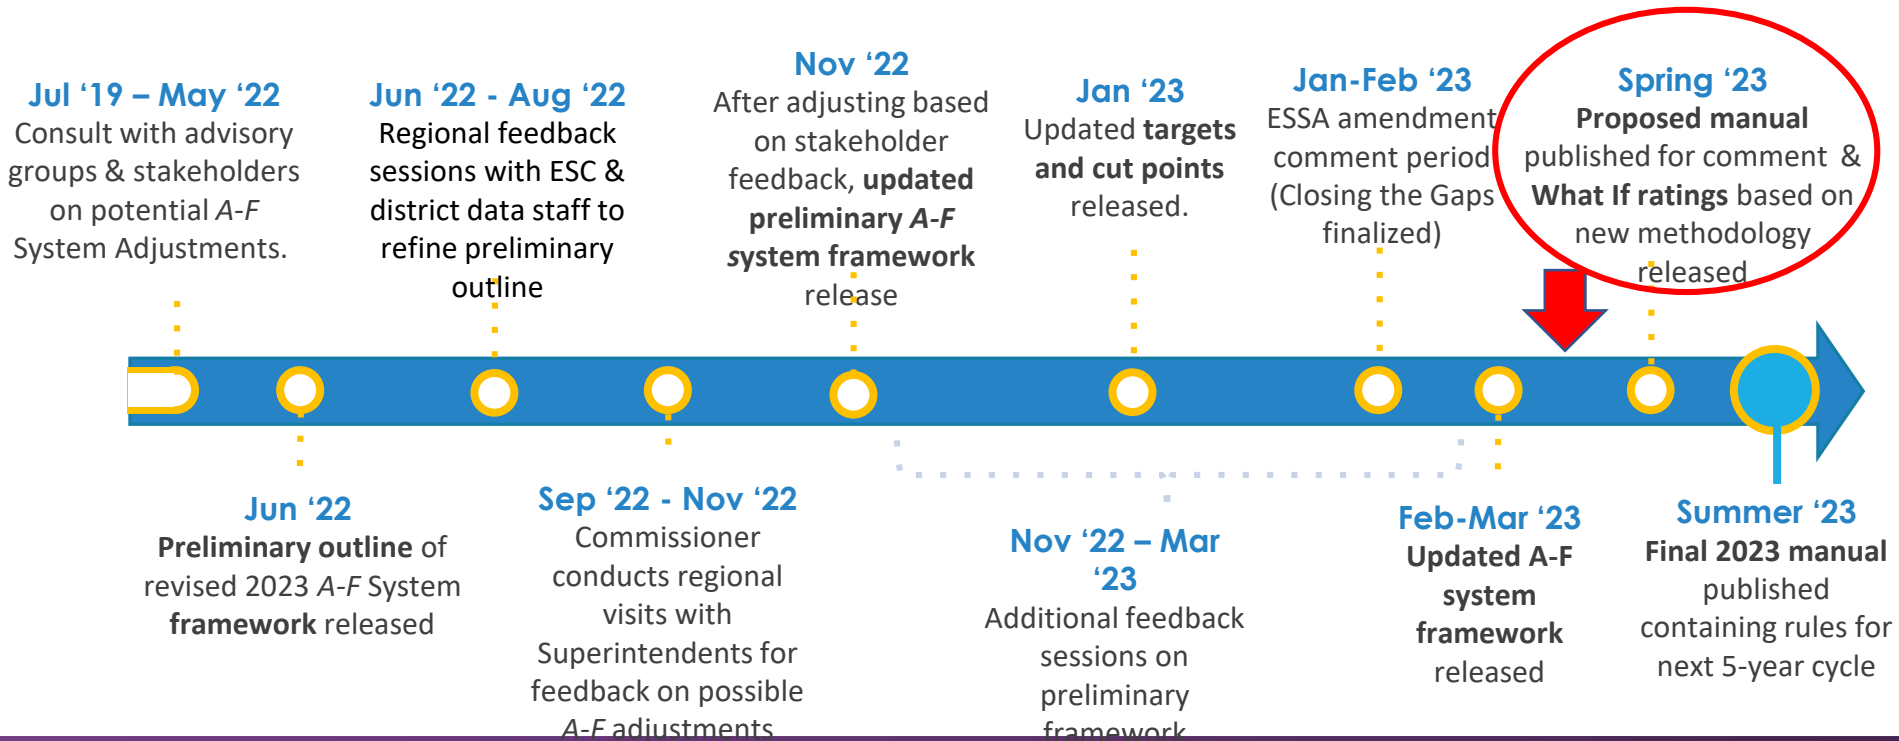 Jul ‘19 – May ‘22
Consult with advisory
groups & stakeholders
on potential A-F
System Adjustments.
Jun ‘22 - Aug ‘22
Regional feedback
sessions with ESC &
district data staff to
refine preliminary
outline
Nov ‘22
After adjusting based
on stakeholder
feedback, updated
preliminary A-F
system framework
release
Jan ‘23
Updated targets
and cut points
released.
Jan-Feb ‘23
ESSA amendment
comment period
(Closing the Gaps
finalized)
Spring ‘23
Proposed manual
published for comment &
What If ratings based on
new methodology
released
Jun ‘22
Preliminary outline of
revised 2023 A-F System
framework released
Sep ‘22 - Nov ‘22
Commissioner
conducts regional
visits with
Superintendents for
feedback on possible
A-F adjustments
Nov ‘22 – Mar
‘23
Additional feedback
sessions on
preliminary
framework
Feb-Mar ‘23
Updated A-F
system
framework
released
Summer ‘23
Final 2023 manual
published
containing rules for
next 5-year cycle